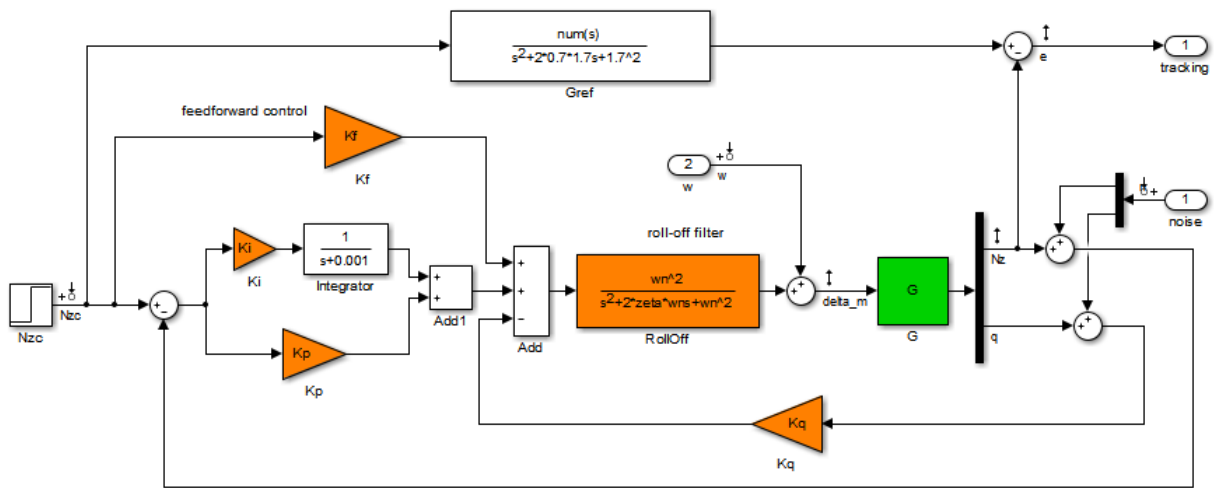 num(s)
s²+2*0.7*1.7s+1.7^2
Gref
+
−
e
1
tracking
feedforward control
Kf
Kf
2
w
+
w
1
noise
+
Ki
Ki
1
s+0.001
Integrator
+
+
Add1
Kp
Kp
Nzc
+
Nzc
+
−
+
+
−
Add
roll-off filter
wn^2
s²+2*zeta*wns+wn^2
RollOff
+
+
delta_m
G
G
Nz
q
+
+
+
+
Kq
Kq